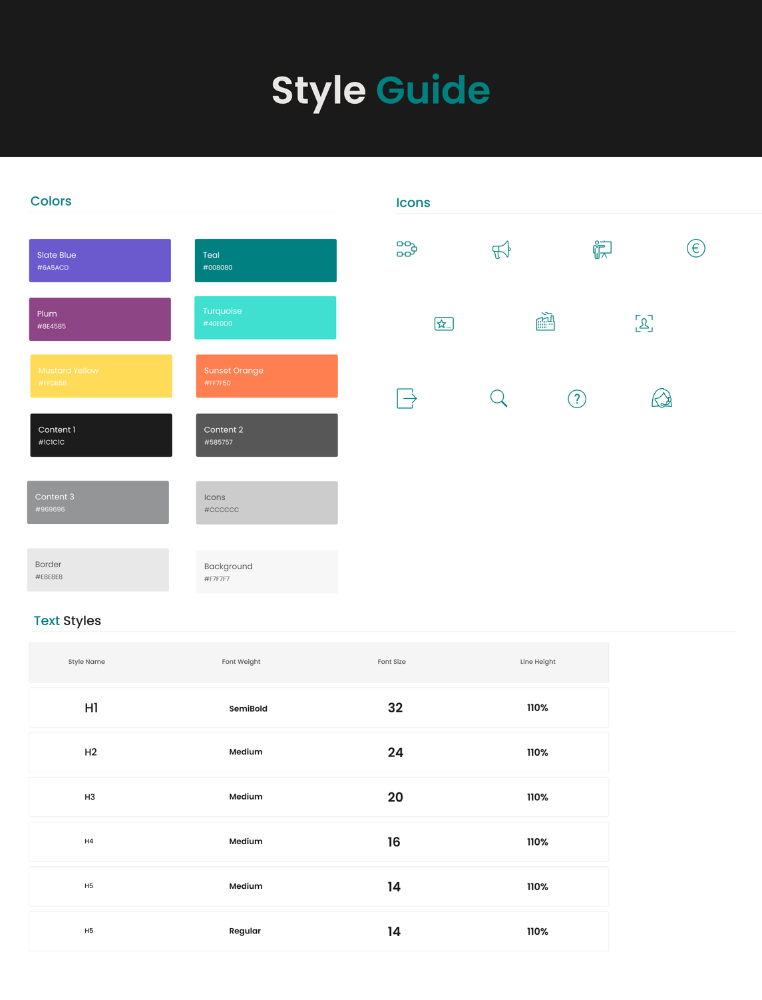 Style Guide
Colors
Icons
Slate Blue
#6A5ACD
Teal
#008080
Plum
#8E4585
Turquoise
#40E0D0
Mustard Yellow
#FFDB58
Sunset Orange
#FF7F50
Content 1
#1C1C1C
Content 2
#585757
Content 3
#969696
Icons
#CCCCCC
Border
#E8E8E8
Background
#F7F7F7
Text Styles
Style Name Font Weight Font Size Line Height
H1 SemiBold 32 110%
H2 Medium 24 110%
H3 Medium 20 110%
H4 Medium 16 110%
H5 Medium 14 110%
H5 Regular 14 110%